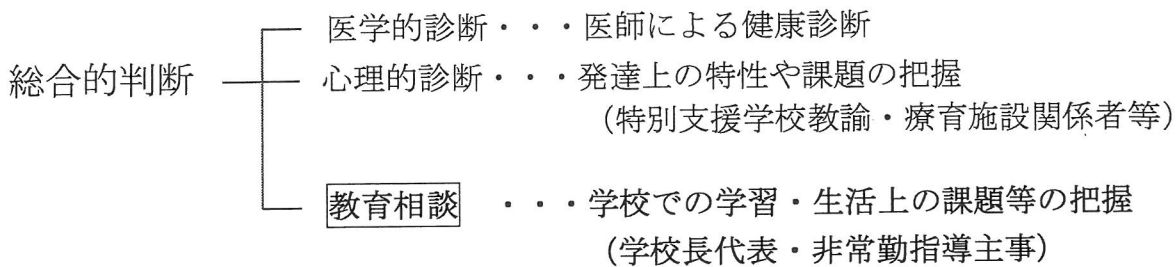 医学的診断・・・医師による健康診断
総合的判断
心理的診断・・・発達上の特性や課題の把握
(特別支援学校教諭・療育施設関係者等)
教育相談 ・・・学校での学習・生活上の課題等の把握
(学校長代表・非常勤指導主事)